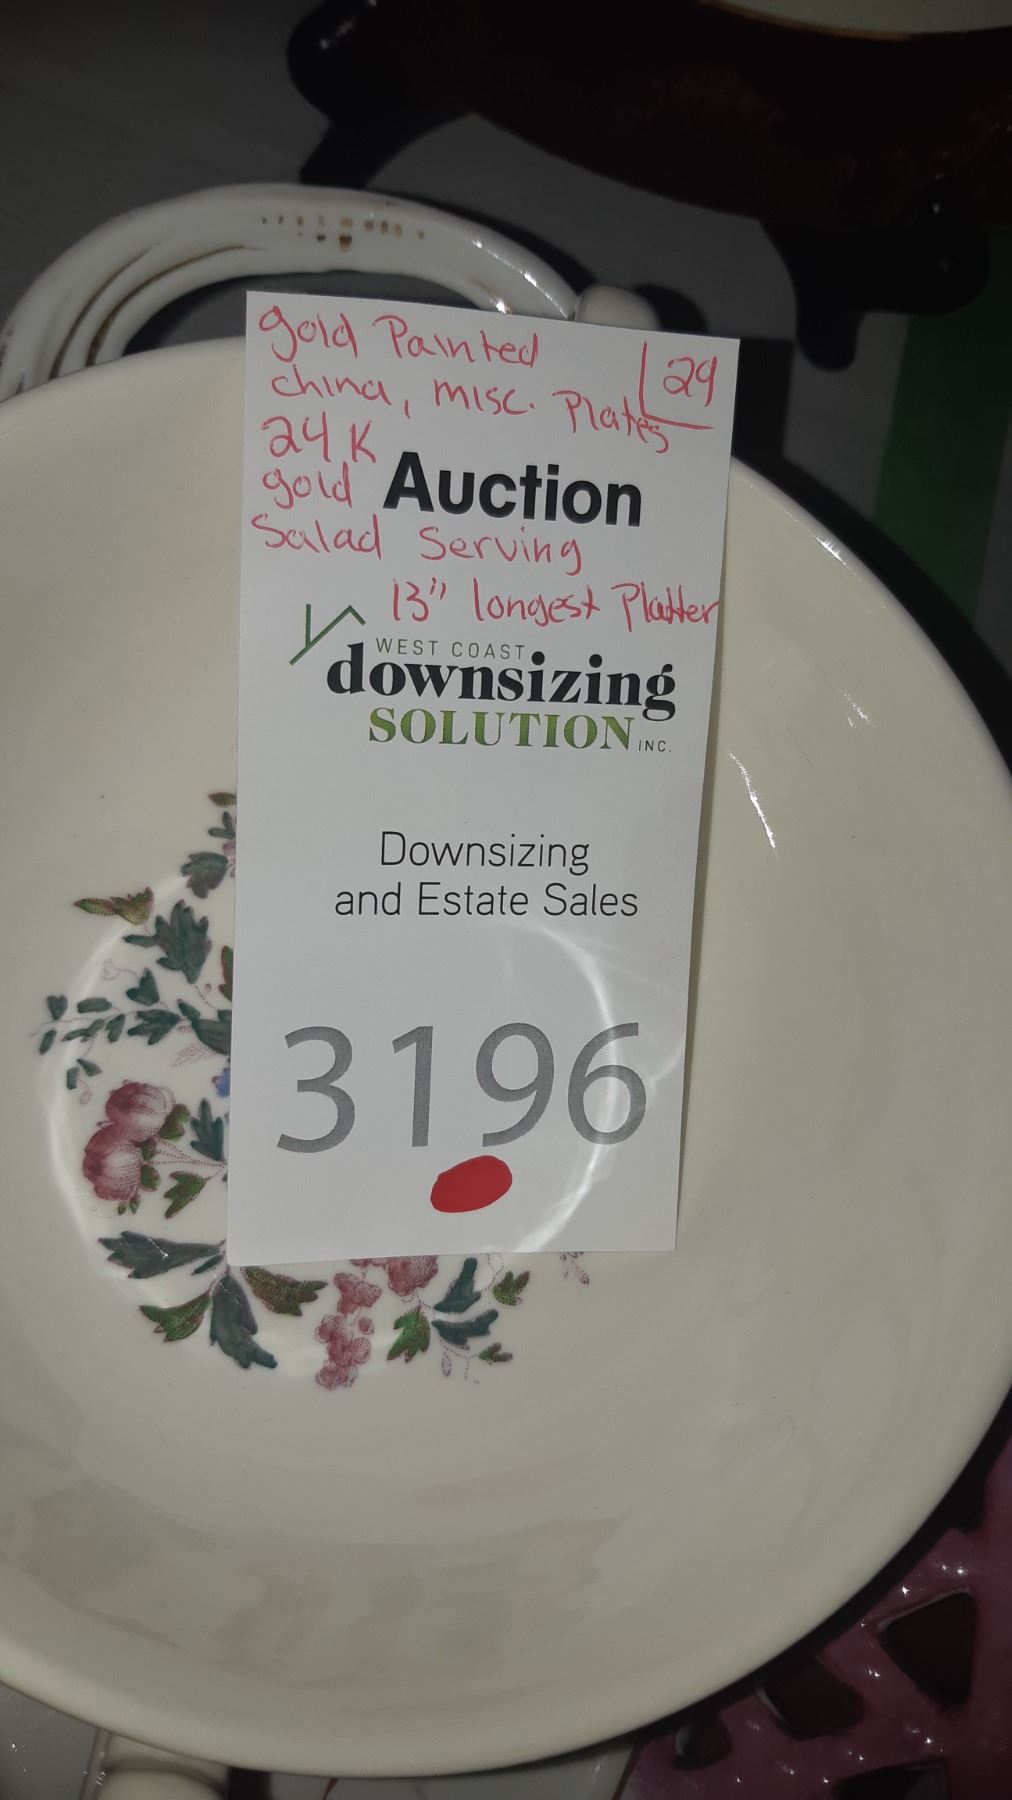 gold Painted
china, misc. Plates
29
24K
gold
Auction
Salad Serving
13" longest Platter
WEST COAST
downsizing
SOLUTION INC.
Downsizing
and Estate Sales
3196